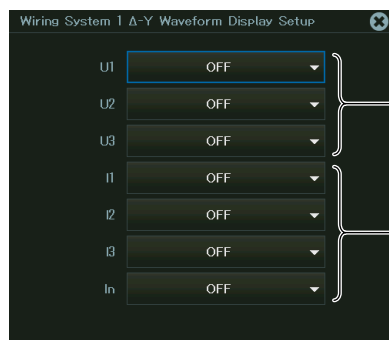 Wiring System 1 Δ-Y Waveform Display Setup
U1 OFF
U2 OFF
U3 OFF
I1 OFF
I2 OFF
I3 OFF
In OFF